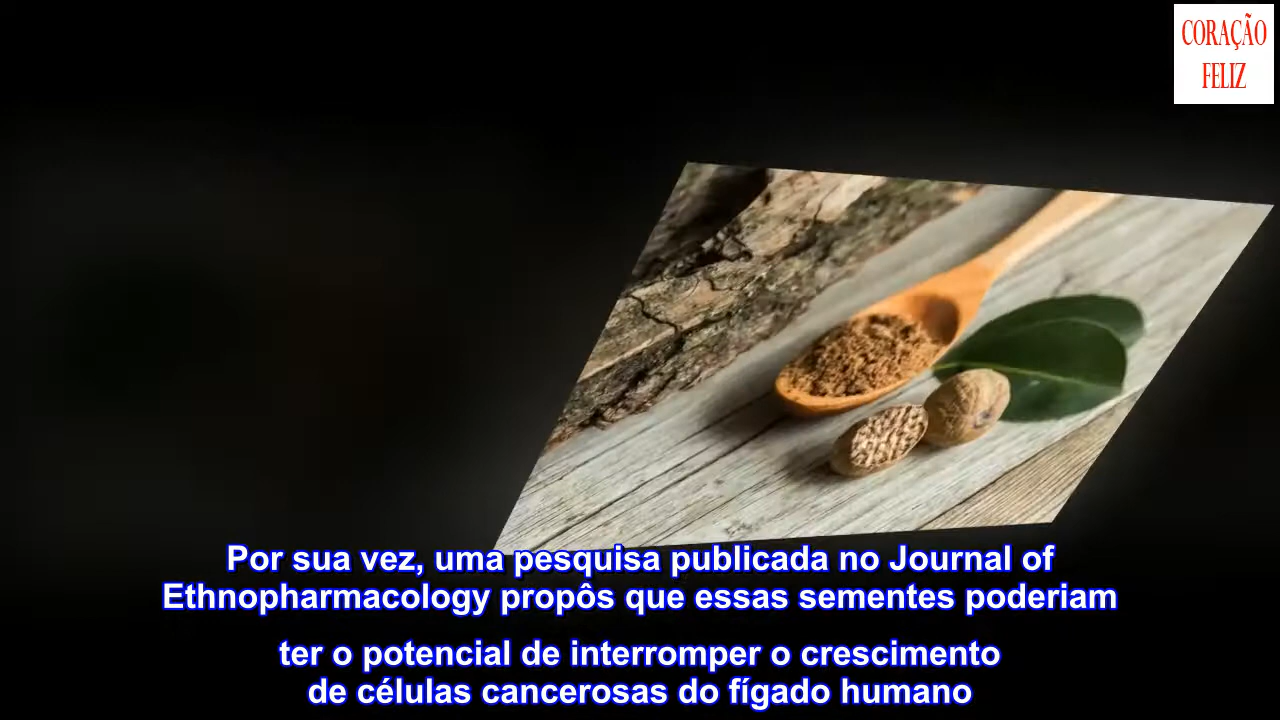 CORAÇÃO
FELIZ
Por sua vez, uma pesquisa publicada no Journal of
Ethnopharmacology propôs que essas sementes poderiam
ter o potencial de interromper o crescimento
de células cancerosas do fígado humano